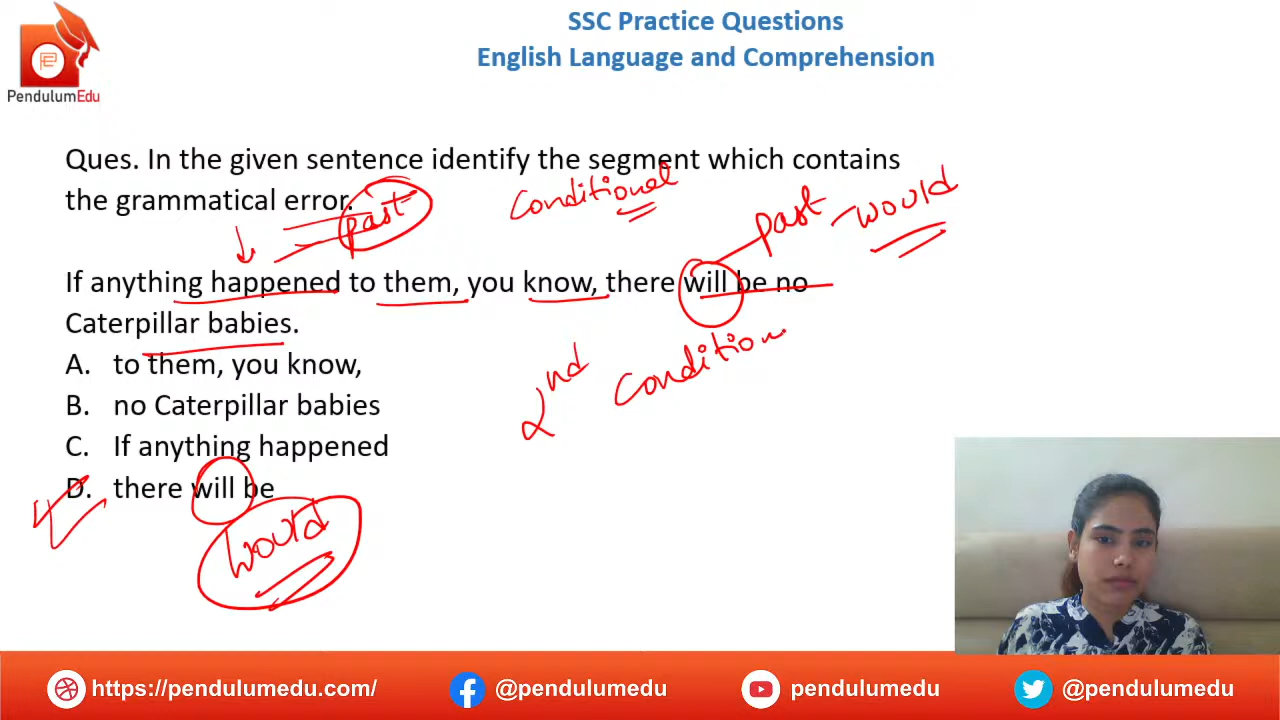 SSC Practice Questions
English Language and Comprehension
PendulumEdu
Ques. In the given sentence identify the segment which contains
the grammatical error.
past
Conditional
past
would
If anything happened to them, you know, there will be no
Caterpillar babies.
2nd Condition
A. to them, you know,
B. no Caterpillar babies
C. If anything happened
D. there will be
would
https://pendulumedu.com/
@pendulumedu
pendulumedu
@pendulumedu